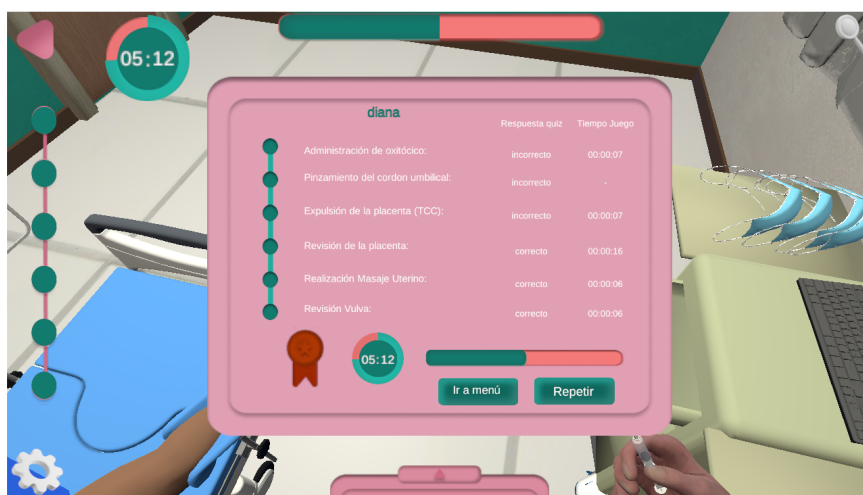 05:12
diana
Respuesta quiz Tiempo Juego
Administración de oxitócico: incorrecto 00:00:07
Pinzamiento del cordon umbilical: incorrecto -
Expulsión de la placenta (TCC): incorrecto 00:00:07
Revisión de la placenta: correcto 00:00:16
Realización Masaje Uterino: correcto 00:00:06
Revisión Vulva: correcto 00:00:06
05:12
Ir a menú Repetir